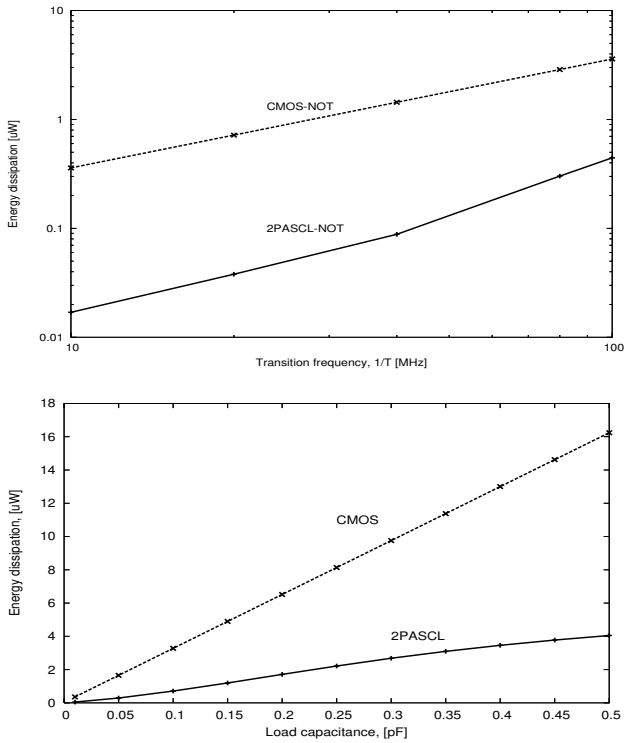 10
1
0.1
0.01
Energy dissipation [uW]
CMOS-NOT
2PASCL-NOT
10
100
Transition frequency, 1/T [MHz]
18
16
14
12
10
8
6
4
2
0
Energy dissipation, [uW]
CMOS
2PASCL
0 0.05 0.1 0.15 0.2 0.25 0.3 0.35 0.4 0.45 0.5
Load capacitance, [pF]